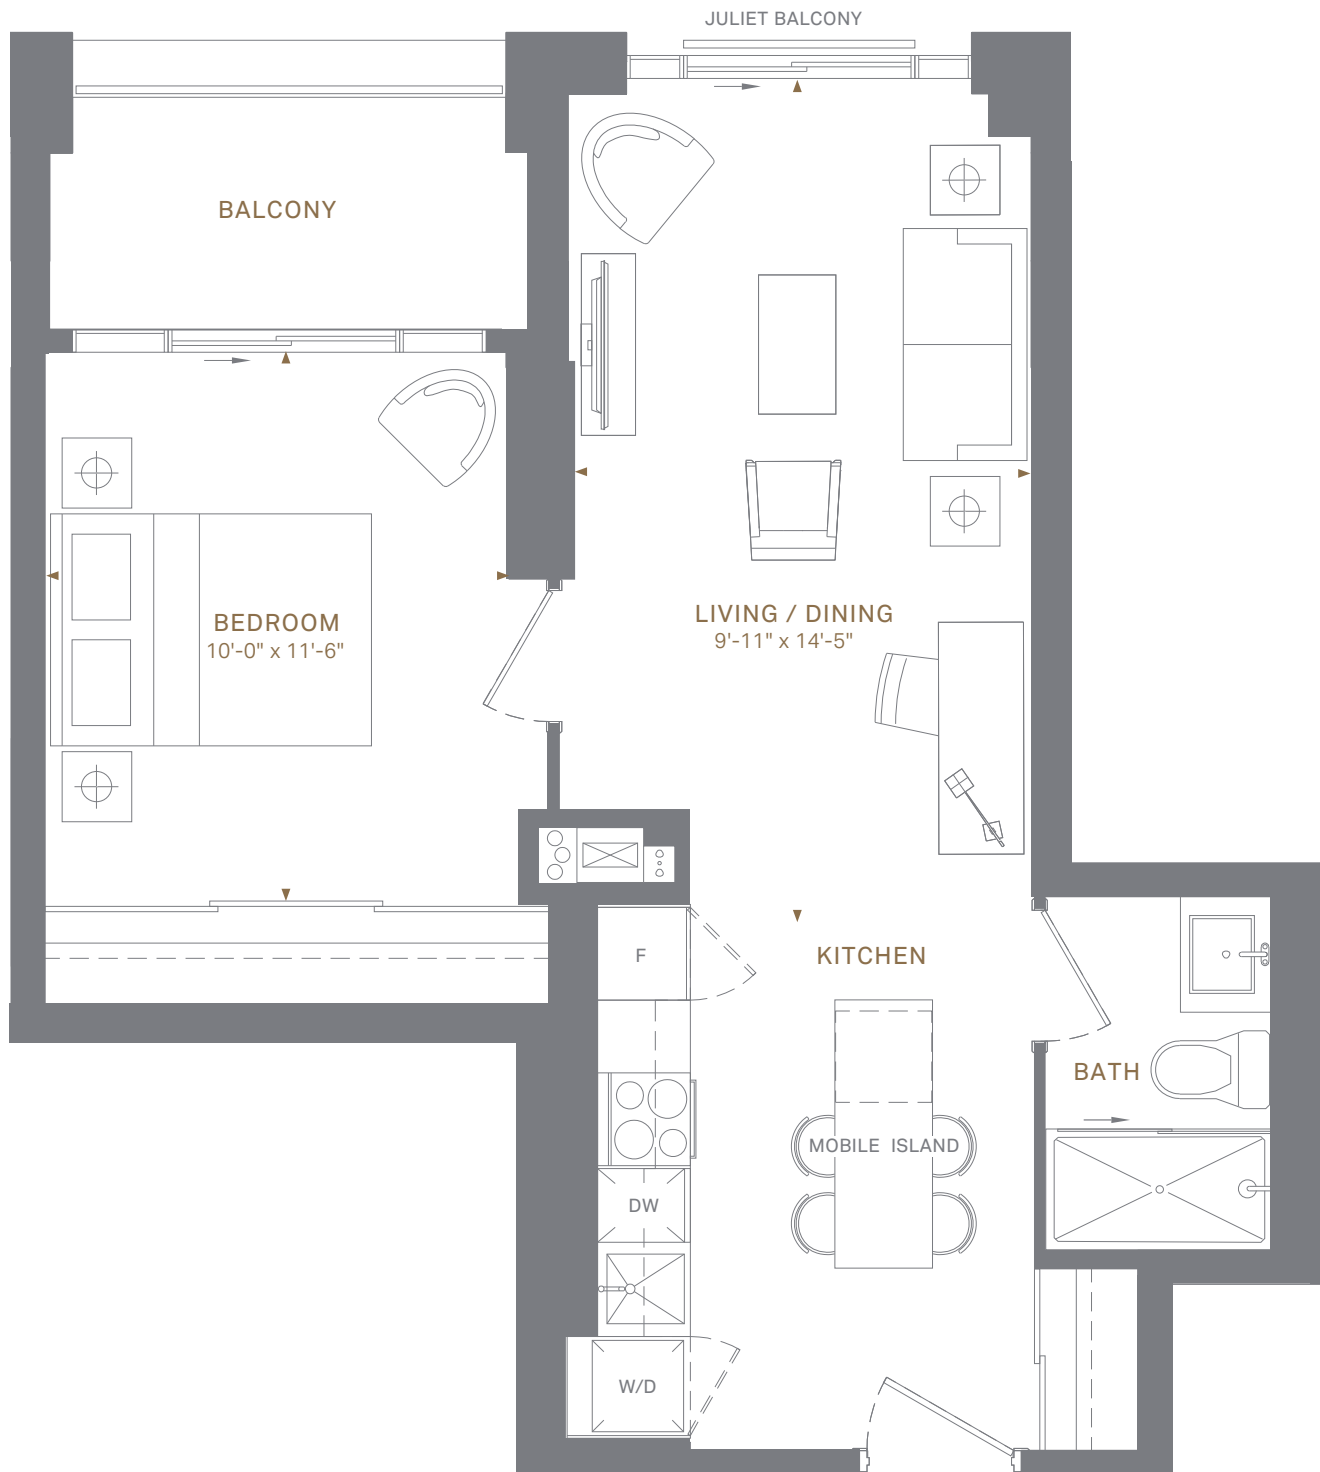 JULIET BALCONY
BALCONY
BEDROOM
10'-0" x 11'-6"
LIVING / DINING
9'-11" x 14'-5"
F
KITCHEN
BATH
MOBILE ISLAND
DW
W/D